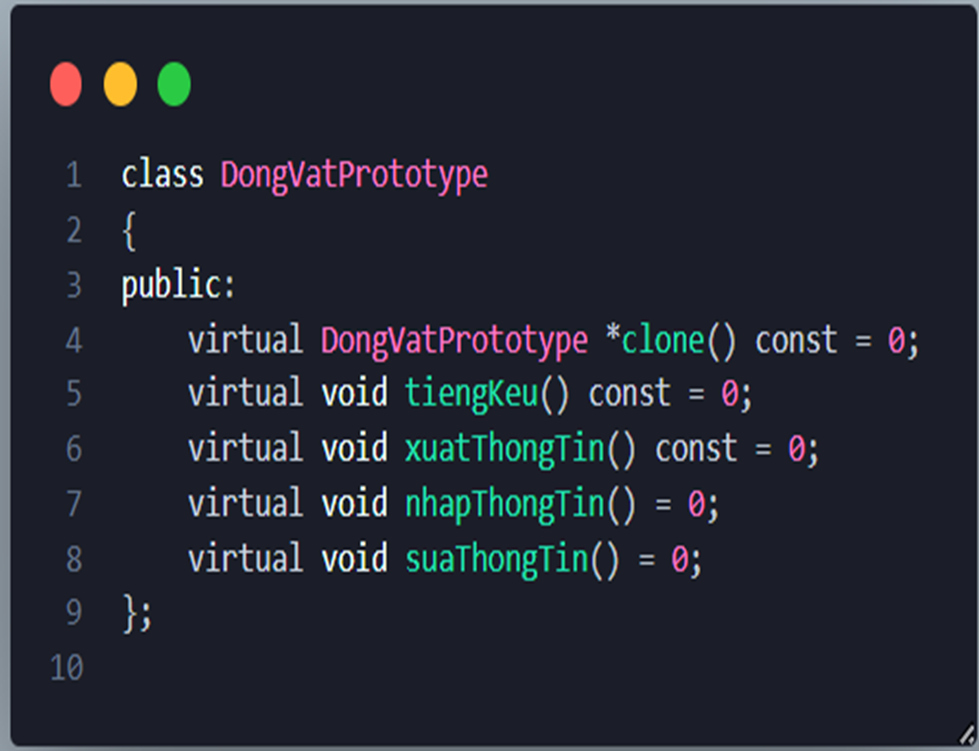 1 class DongVatPrototype
2 {
3 public:
4     virtual DongVatPrototype *clone() const = 0;
5     virtual void tiengKeu() const = 0;
6     virtual void xuatThongTin() const = 0;
7     virtual void nhapThongTin() = 0;
8     virtual void suaThongTin() = 0;
9 };
10